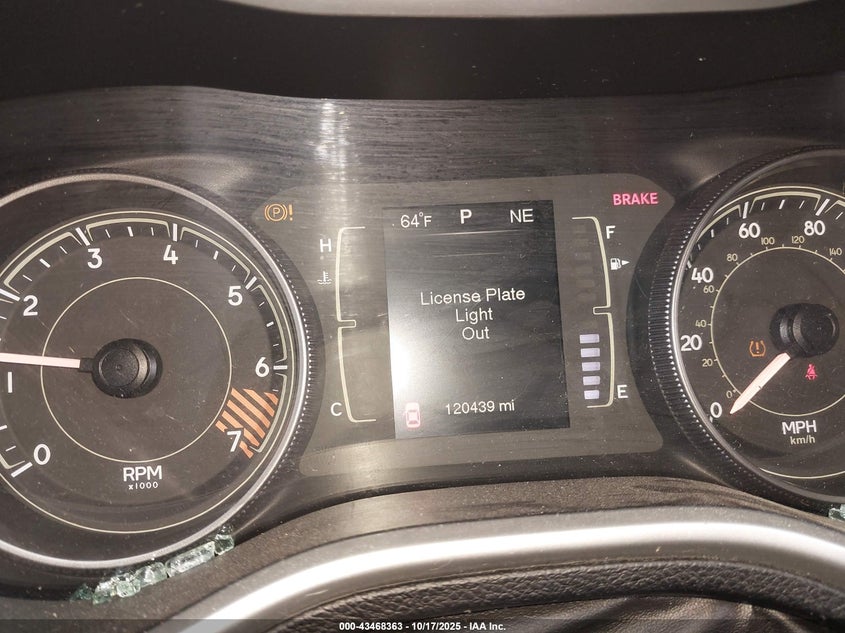 0
1
2
3
4
5
6
7
RPM
x1000
P !
H
C
64°F P NE
License Plate
Light
Out
120439 mi
BRAKE
F
E
0
20
40
60
80
20
40
60
80
100
120
140
!
MPH
km/h
000-43468363 - 10/17/2025 - IAA Inc.